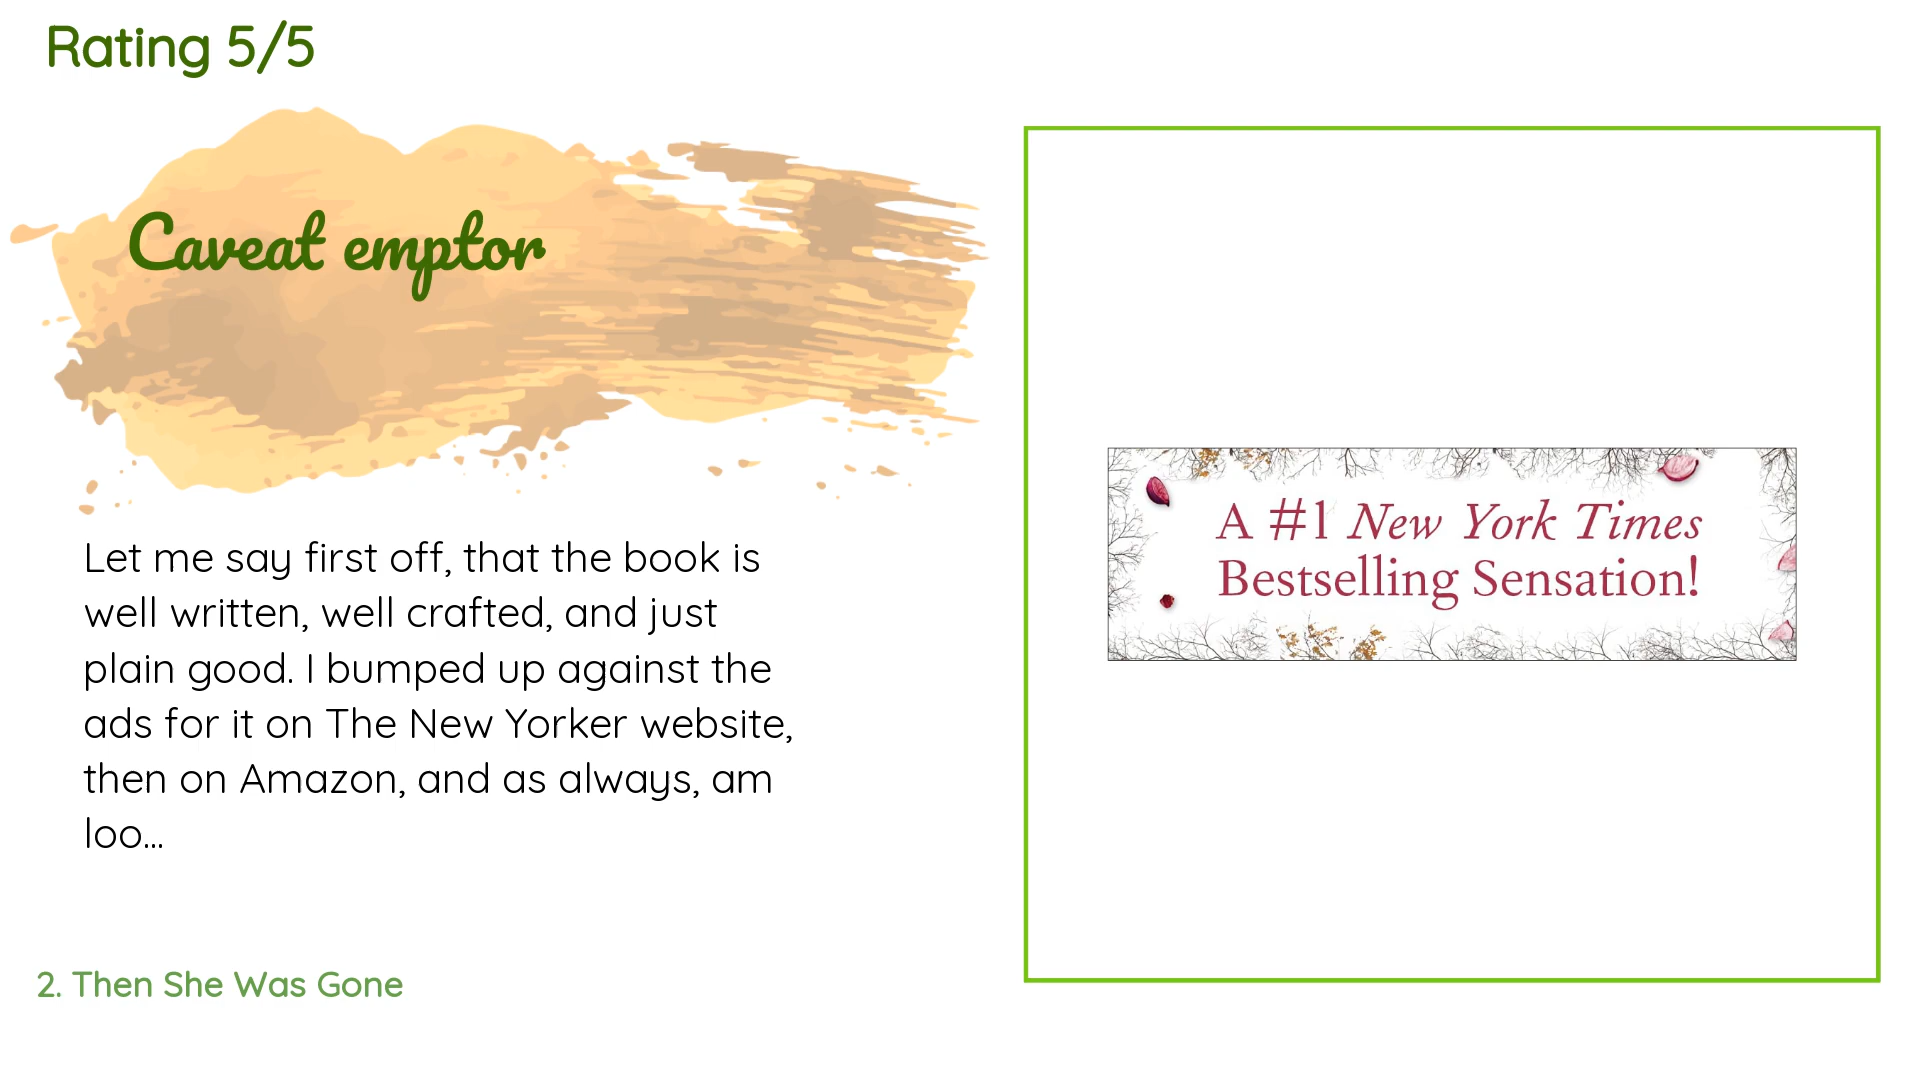 Rating 5/5
Caveat emptor
Let me say first off, that the book is
well written, well crafted, and just
plain good. I bumped up against the
ads for it on The New Yorker website,
then on Amazon, and as always, am
loo...
A #1 New York Times
Bestselling Sensation!
2. Then She Was Gone